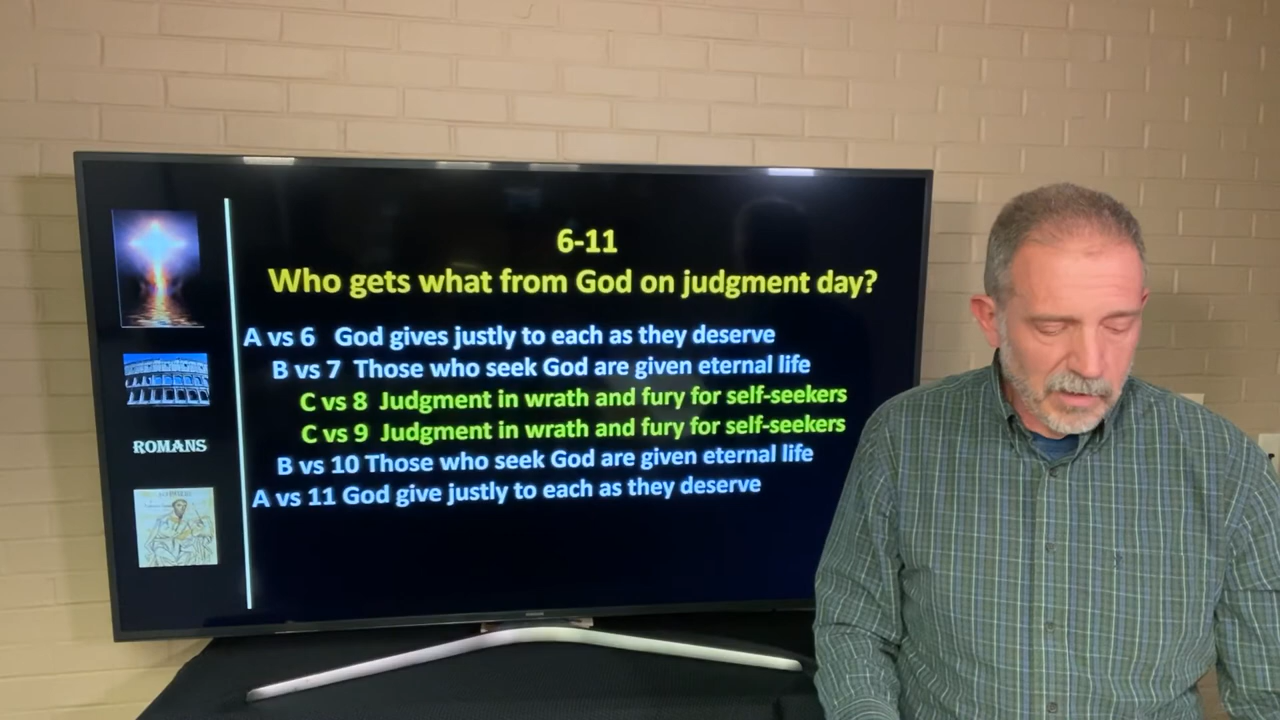 6-11
Who gets what from God on judgment day?
A vs 6 God gives justly to each as they deserve
B vs 7 Those who seek God are given eternal life
C vs 8 Judgment in wrath and fury for self-seekers
C vs 9 Judgment in wrath and fury for self-seekers
B vs 10 Those who seek God are given eternal life
A vs 11 God give justly to each as they deserve
ROMANS